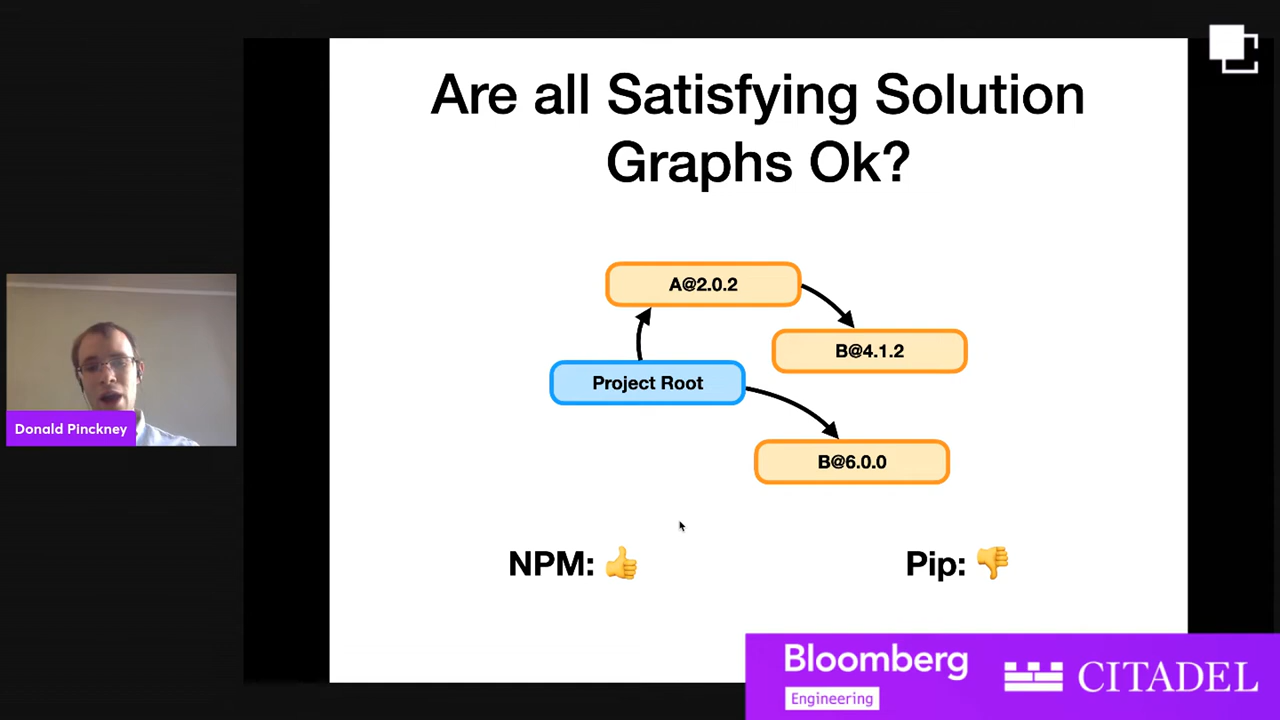 Are all Satisfying Solution
Graphs Ok?
A@2.0.2
B@4.1.2
Project Root
B@6.0.0
Donald Pinckney
NPM: 👍
Pip: 👎
Bloomberg
Engineering
CITADEL